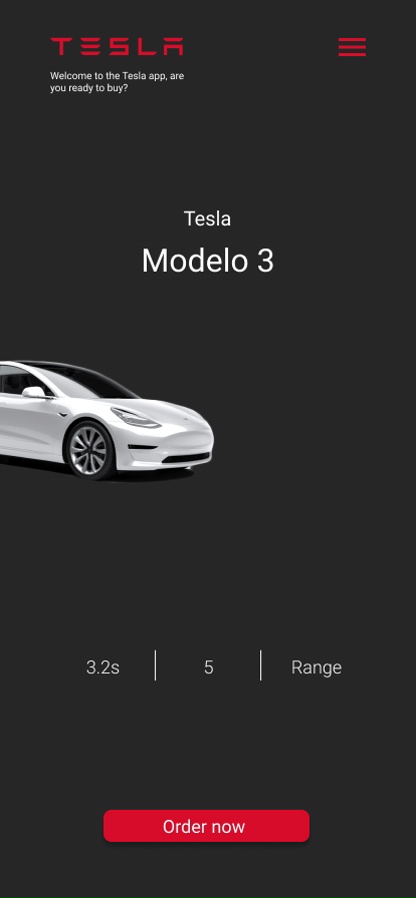 TESLA
Welcome to the Tesla app, are
you ready to buy?
Tesla
Modelo 3
3.2s
5
Range
Order now